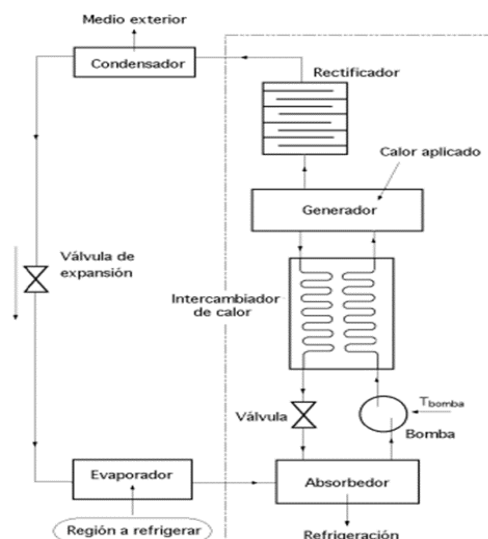 Medio exterior
Condensador
Rectificador
Calor aplicado
Generador
Válvula de
expansión
Intercambiador
de calor
Válvula
Tbomba
Bomba
Evaporador
Absorbedor
Región a refrigerar
Refrigeración